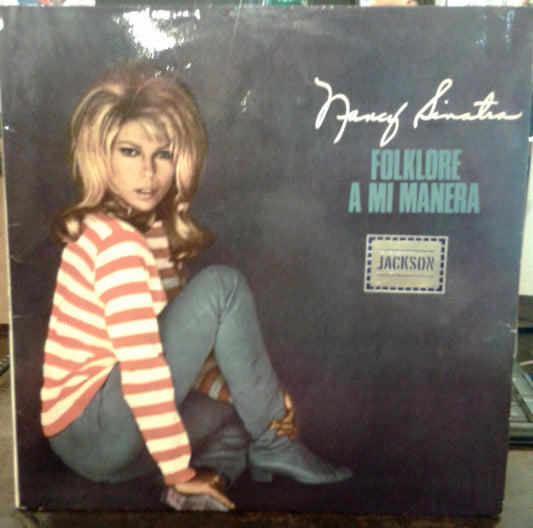 Nancy Sinatra
FOLKLORE
A MI MANERA
JACKSON